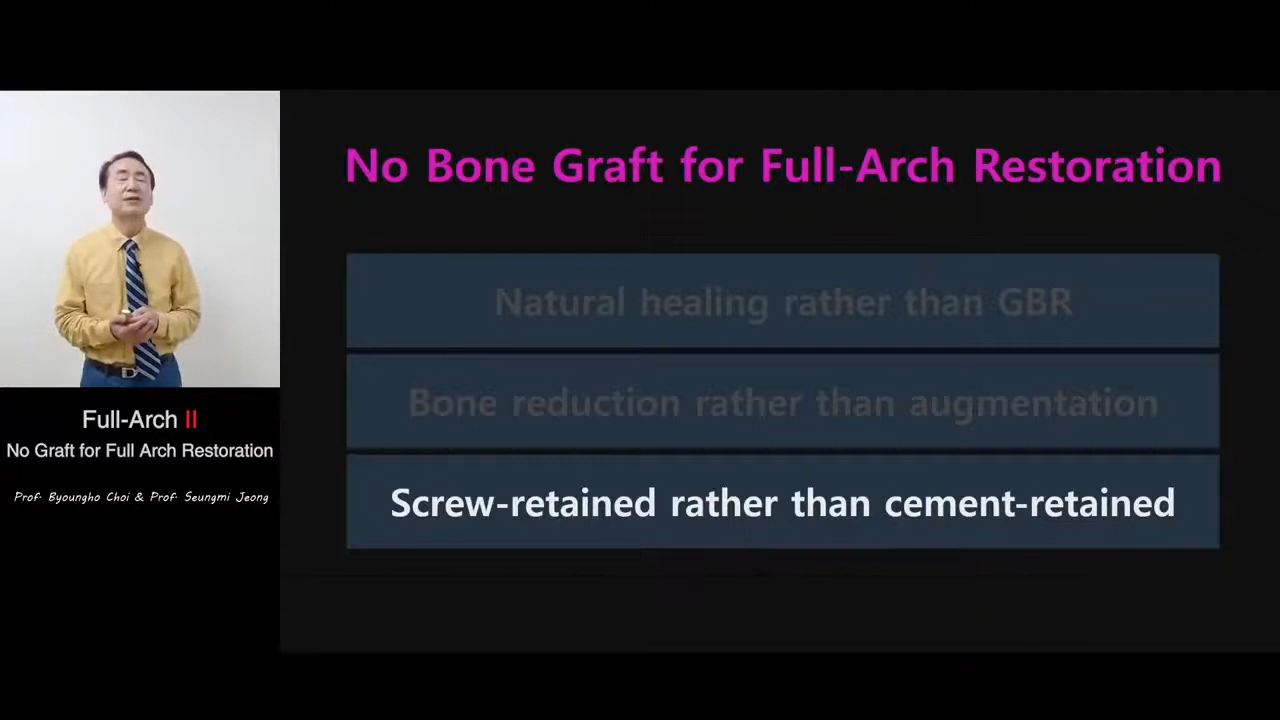 No Bone Graft for Full-Arch Restoration
Natural healing rather than GBR
Bone reduction rather than augmentation
Screw-retained rather than cement-retained
Full-Arch II
No Graft for Full Arch Restoration
Prof. Byoungho Choi & Prof. Seungmi Jeong